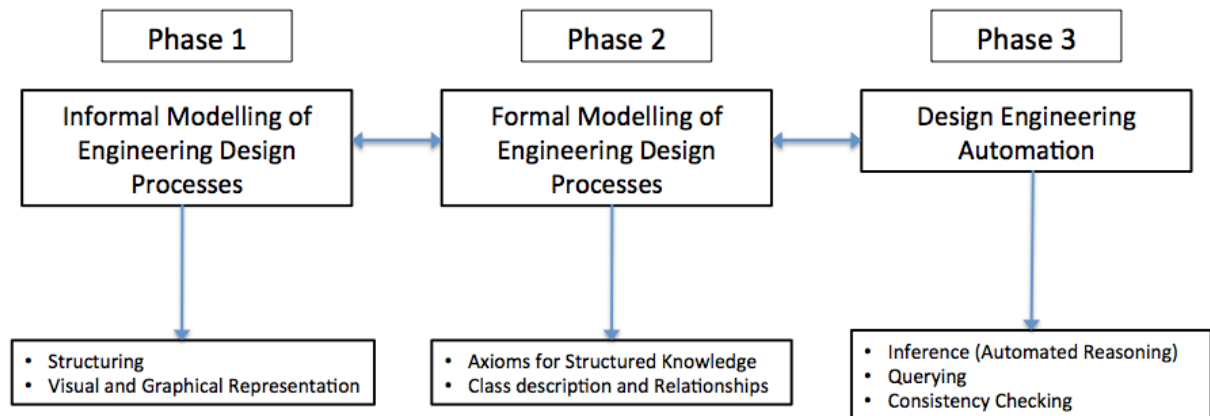 Phase 1
Phase 2
Phase 3
Informal Modelling of
Engineering Design
Processes
Formal Modelling of
Engineering Design
Processes
Design Engineering
Automation
• Structuring
• Visual and Graphical Representation
• Axioms for Structured Knowledge
• Class description and Relationships
• Inference (Automated Reasoning)
• Querying
• Consistency Checking